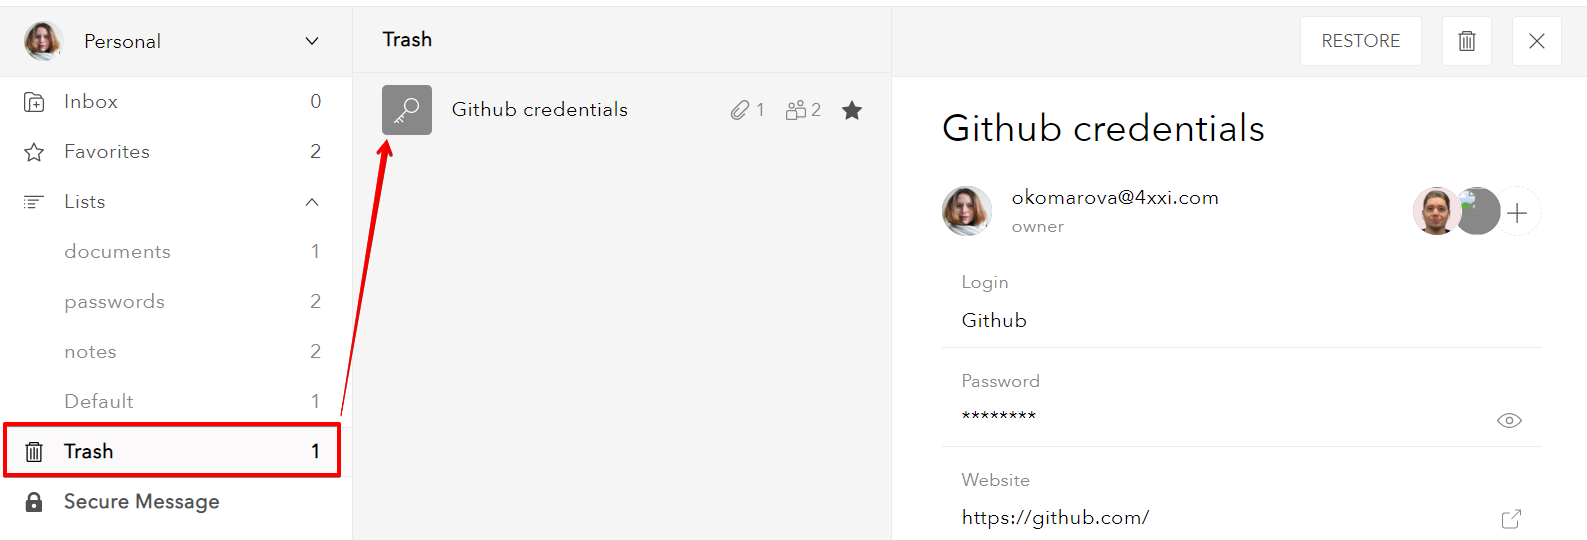 Personal
Inbox 0
Favorites 2
Lists
documents 1
passwords 2
notes 2
Default 1
Trash 1
Secure Message
Trash
Github credentials 1 2
RESTORE
Github credentials
okomarova@4xxi.com
owner
Login
Github
Password
********
Website
https://github.com/